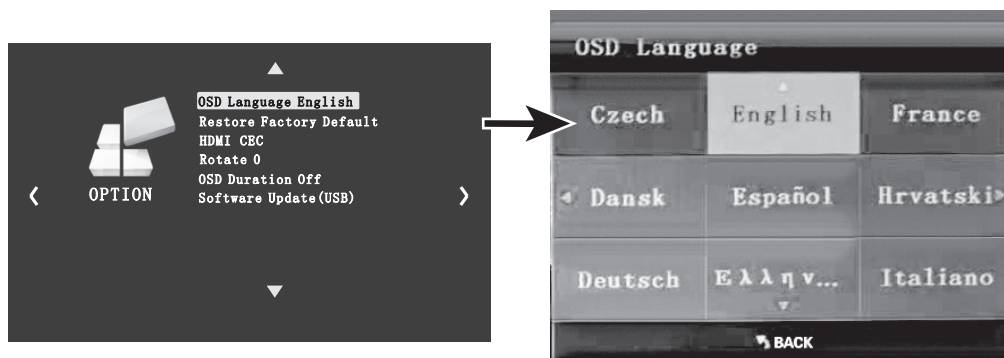 OPTION
OSD Language English
Restore Factory Default
HDMI CEC
Rotate 0
OSD Duration Off
Software Update(USB)
OSD Language
Czech English France
Dansk Español Hrvatski
Deutsch Ελλην... Italiano
BACK